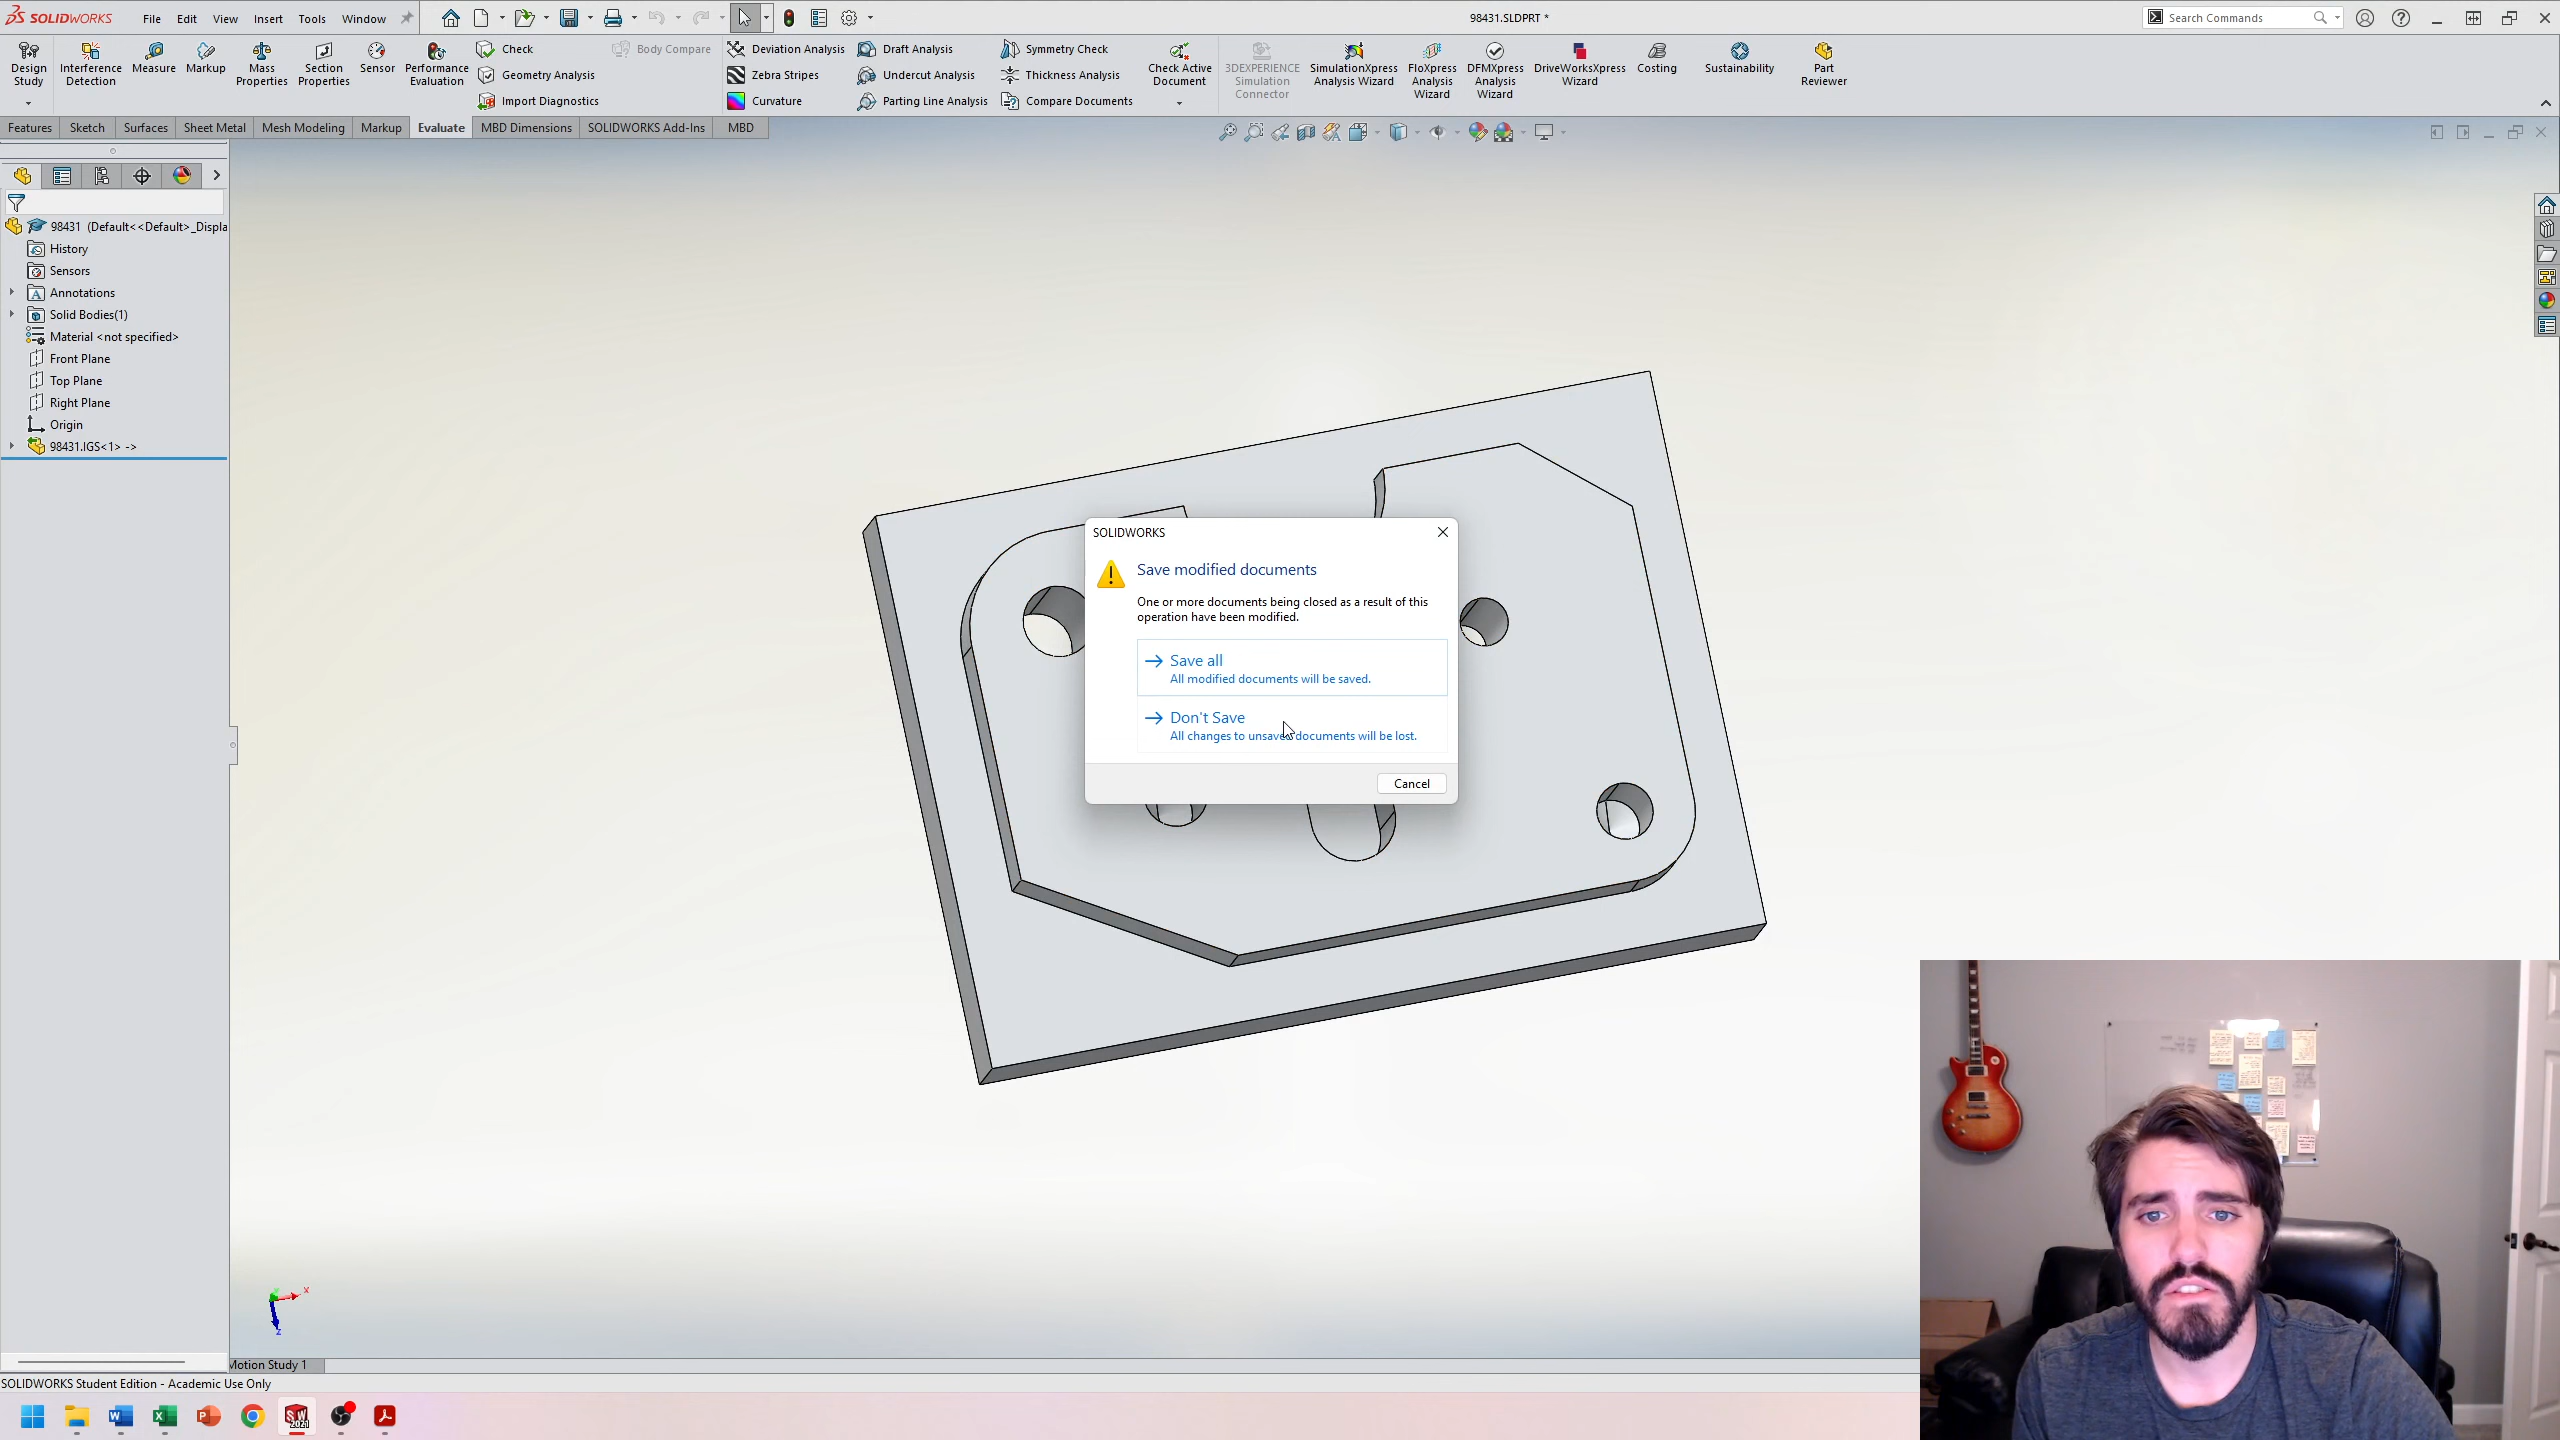 SOLIDWORKS
File Edit View Insert Tools Window
98431.SLDPRT *
Search Commands
Design Study
Interference Detection
Measure
Markup
Mass Properties
Section Properties
Sensor
Performance Evaluation
Check
Geometry Analysis
Import Diagnostics
Body Compare
Deviation Analysis
Zebra Stripes
Curvature
Draft Analysis
Undercut Analysis
Parting Line Analysis
Symmetry Check
Thickness Analysis
Compare Documents
Check Active Document
3DEXPERIENCE Simulation Connector
SimulationXpress Analysis Wizard
FloXpress Analysis Wizard
DFMXpress Analysis Wizard
DriveWorksXpress Wizard
Costing
Sustainability
Part Reviewer
Features Sketch Surfaces Sheet Metal Mesh Modeling Markup Evaluate MBD Dimensions SOLIDWORKS Add-Ins MBD
98431 (Default<<Default>_Displa
History
Sensors
Annotations
Solid Bodies(1)
Material <not specified>
Front Plane
Top Plane
Right Plane
Origin
98431.IGS<1> ->
SOLIDWORKS
Save modified documents
One or more documents being closed as a result of this
operation have been modified.
Save all
All modified documents will be saved.
Don't Save
All changes to unsaved documents will be lost.
Cancel
x
z
Motion Study 1
SOLIDWORKS Student Edition - Academic Use Only
SW
2021